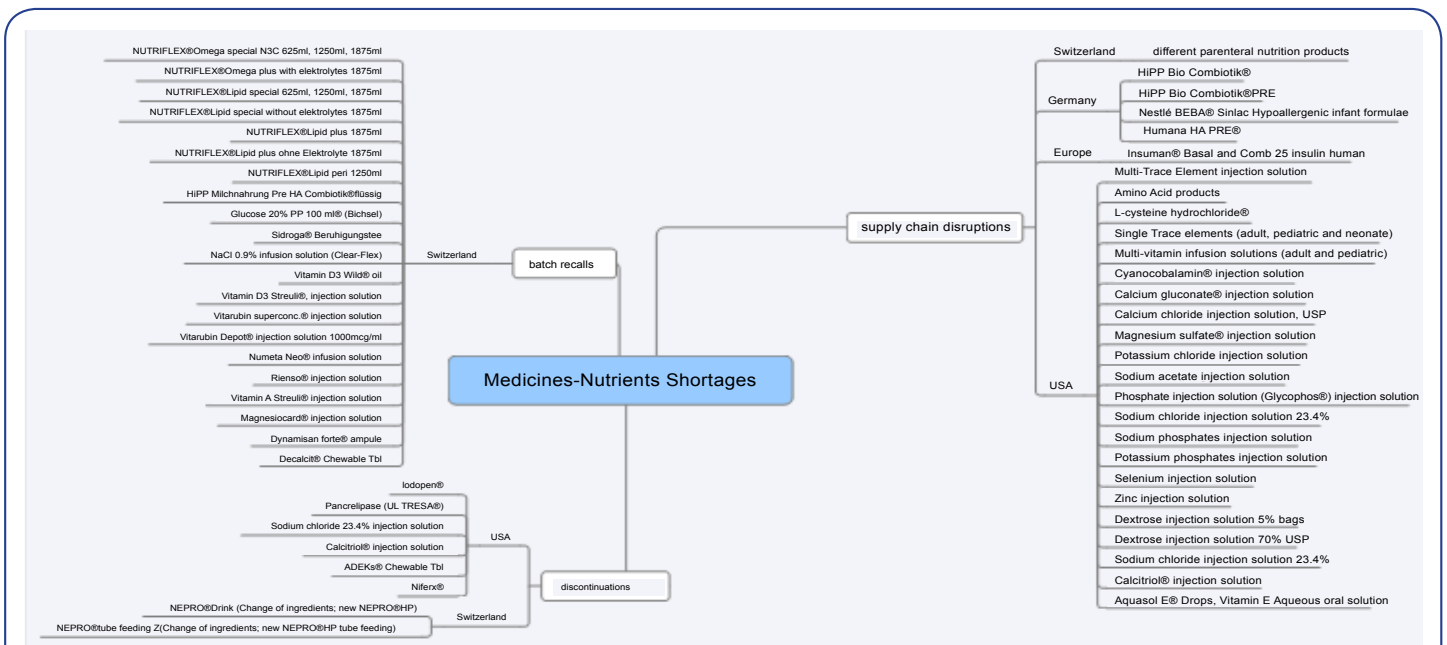 NUTRIFLEX®Omega special N3C 625ml, 1250ml, 1875ml
NUTRIFLEX®Omega plus with elektrolytes 1875ml
NUTRIFLEX®Lipid special 625ml, 1250ml, 1875ml
NUTRIFLEX®Lipid special without elektrolytes 1875ml
NUTRIFLEX®Lipid plus 1875ml
NUTRIFLEX®Lipid plus ohne Elektrolyte 1875ml
NUTRIFLEX®Lipid peri 1250ml
HiPP Milchnahrung Pre HA Combiotik®flüssig
Glucose 20% PP 100 ml® (Bichsel)
Sidroga® Beruhigungstee
NaCl 0.9% infusion solution (Clear-Flex)
Vitamin D3 Wild® oil
Vitamin D3 Streuli®, injection solution
Vitarubin superconc.® injection solution
Vitarubin Depot® injection solution 1000mcg/ml
Numeta Neo® infusion solution
Rienso® injection solution
Vitamin A Streuli® injection solution
Magnesiocard® injection solution
Dynamisan forte® ampule
Decalcit® Chewable Tbl
Switzerland
batch recalls
Medicines-Nutrients Shortages
Iodopen®
Pancrelipase (UL TRESA®)
Sodium chloride 23.4% injection solution
Calcitriol® injection solution
ADEKs® Chewable Tbl
Niferx®
USA
NEPRO®Drink (Change of ingredients; new NEPRO®HP)
NEPRO®tube feeding Z(Change of ingredients; new NEPRO®HP tube feeding)
Switzerland
discontinuations
supply chain disruptions
Switzerland
different parenteral nutrition products
Germany
HiPP Bio Combiotik®
HiPP Bio Combiotik®PRE
Nestlé BEBA® Sinlac Hypoallergenic infant formulae
Humana HA PRE®
Europe
Insuman® Basal and Comb 25 insulin human
USA
Multi-Trace Element injection solution
Amino Acid products
L-cysteine hydrochloride®
Single Trace elements (adult, pediatric and neonate)
Multi-vitamin infusion solutions (adult and pediatric)
Cyanocobalamin® injection solution
Calcium gluconate® injection solution
Calcium chloride injection solution, USP
Magnesium sulfate® injection solution
Potassium chloride injection solution
Sodium acetate injection solution
Phosphate injection solution (Glycophos®) injection solution
Sodium chloride injection solution 23.4%
Sodium phosphates injection solution
Potassium phosphates injection solution
Selenium injection solution
Zinc injection solution
Dextrose injection solution 5% bags
Dextrose injection solution 70% USP
Sodium chloride injection solution 23.4%
Calcitriol® injection solution
Aquasol E® Drops, Vitamin E Aqueous oral solution